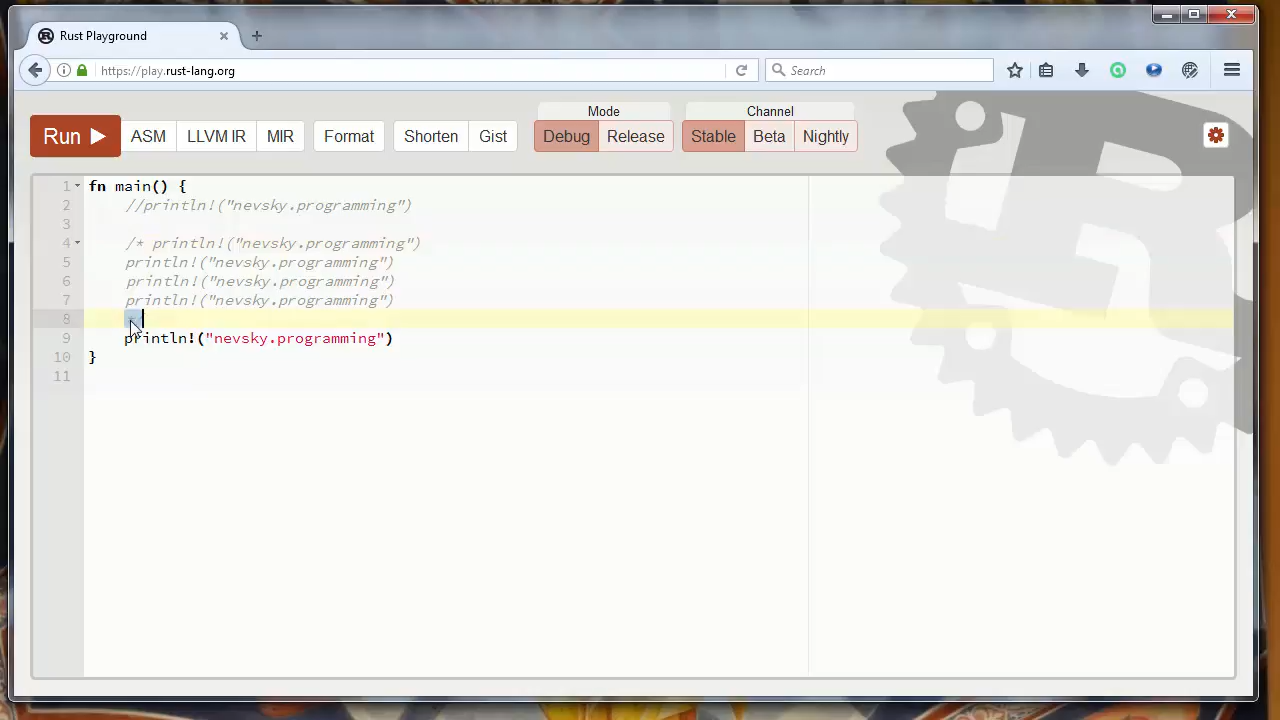 Rust Playground
https://play.rust-lang.org
Search
Run
ASM
LLVM IR
MIR
Format
Shorten
Gist
Mode
Debug
Release
Channel
Stable
Beta
Nightly
1 fn main() {
2 //println!("nevsky.programming")
3
4 /* println!("nevsky.programming")
5 println!("nevsky.programming")
6 println!("nevsky.programming")
7 println!("nevsky.programming")
8
9 println!("nevsky.programming")
10 }
11